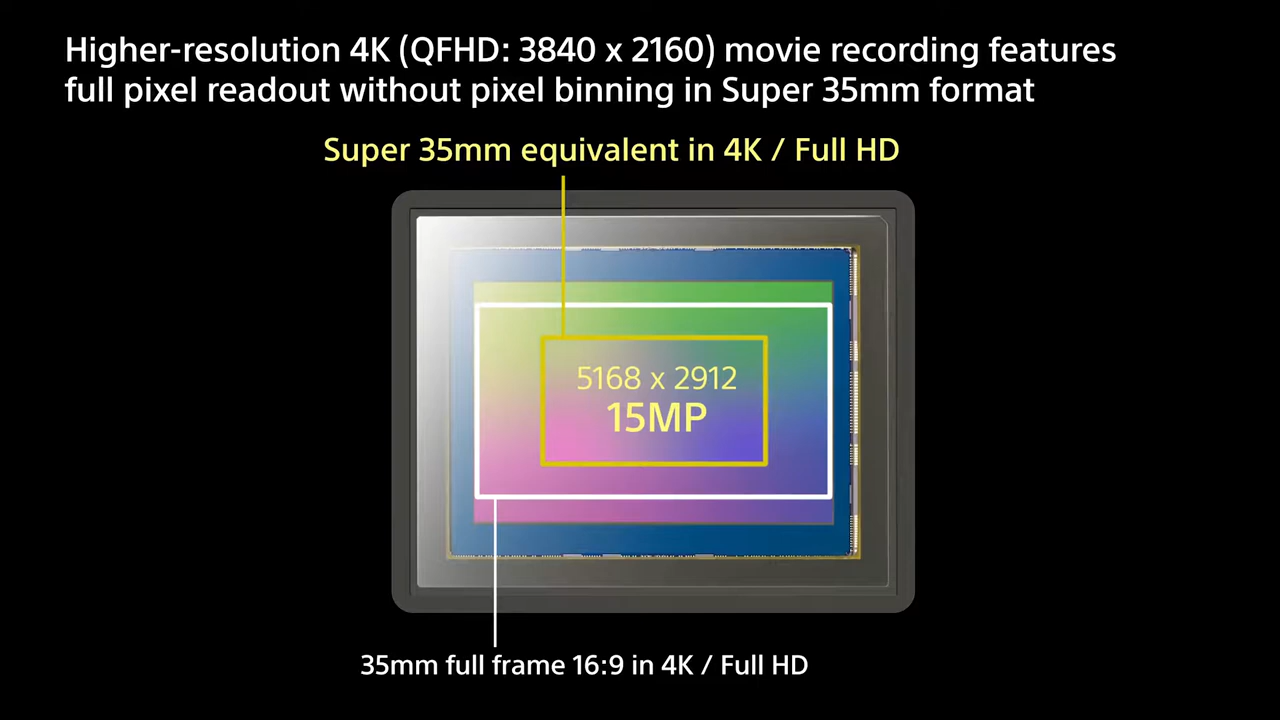 Higher-resolution 4K (QFHD: 3840 x 2160) movie recording features
full pixel readout without pixel binning in Super 35mm format
Super 35mm equivalent in 4K / Full HD
5168 x 2912
15MP
35mm full frame 16:9 in 4K / Full HD